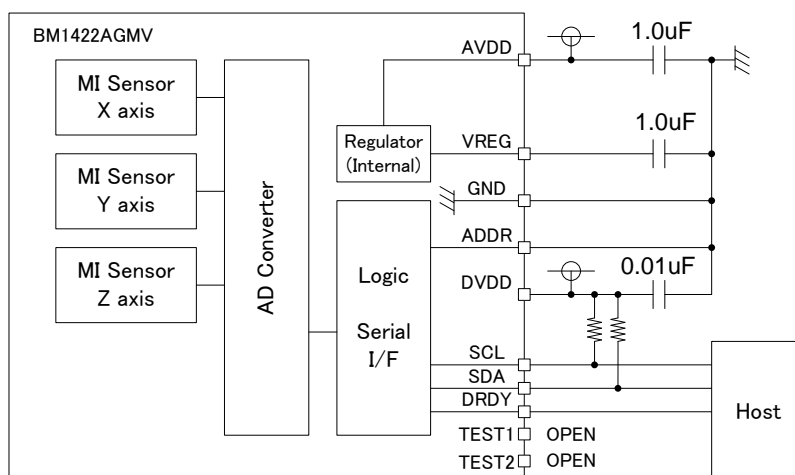 BM1422AGMV
MI Sensor
X axis
MI Sensor
Y axis
MI Sensor
Z axis
AD Converter
Regulator
(Internal)
Logic
Serial
I/F
AVDD
1.0uF
VREG
1.0uF
GND
ADDR
DVDD
0.01uF
SCL
SDA
DRDY
TEST1 OPEN
TEST2 OPEN
Host